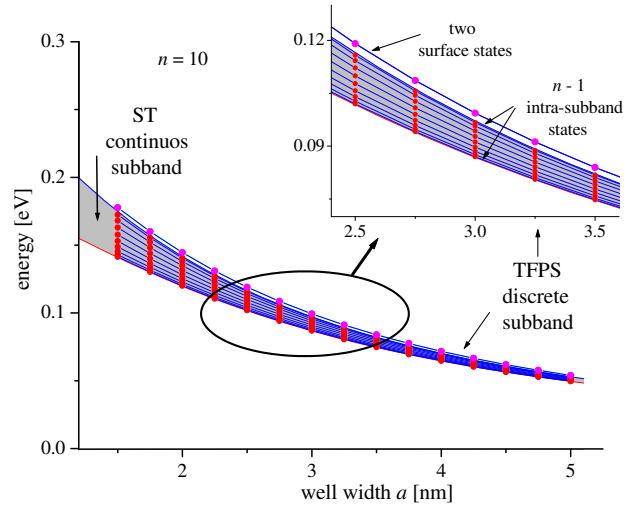 0.3
0.2
0.1
0.0
energy [eV]
n = 10
ST
continuos
subband
2
3
4
5
well width a [nm]
0.12
0.09
2.5
3.0
3.5
two
surface states
n - 1
intra-subband
states
TFPS
discrete
subband